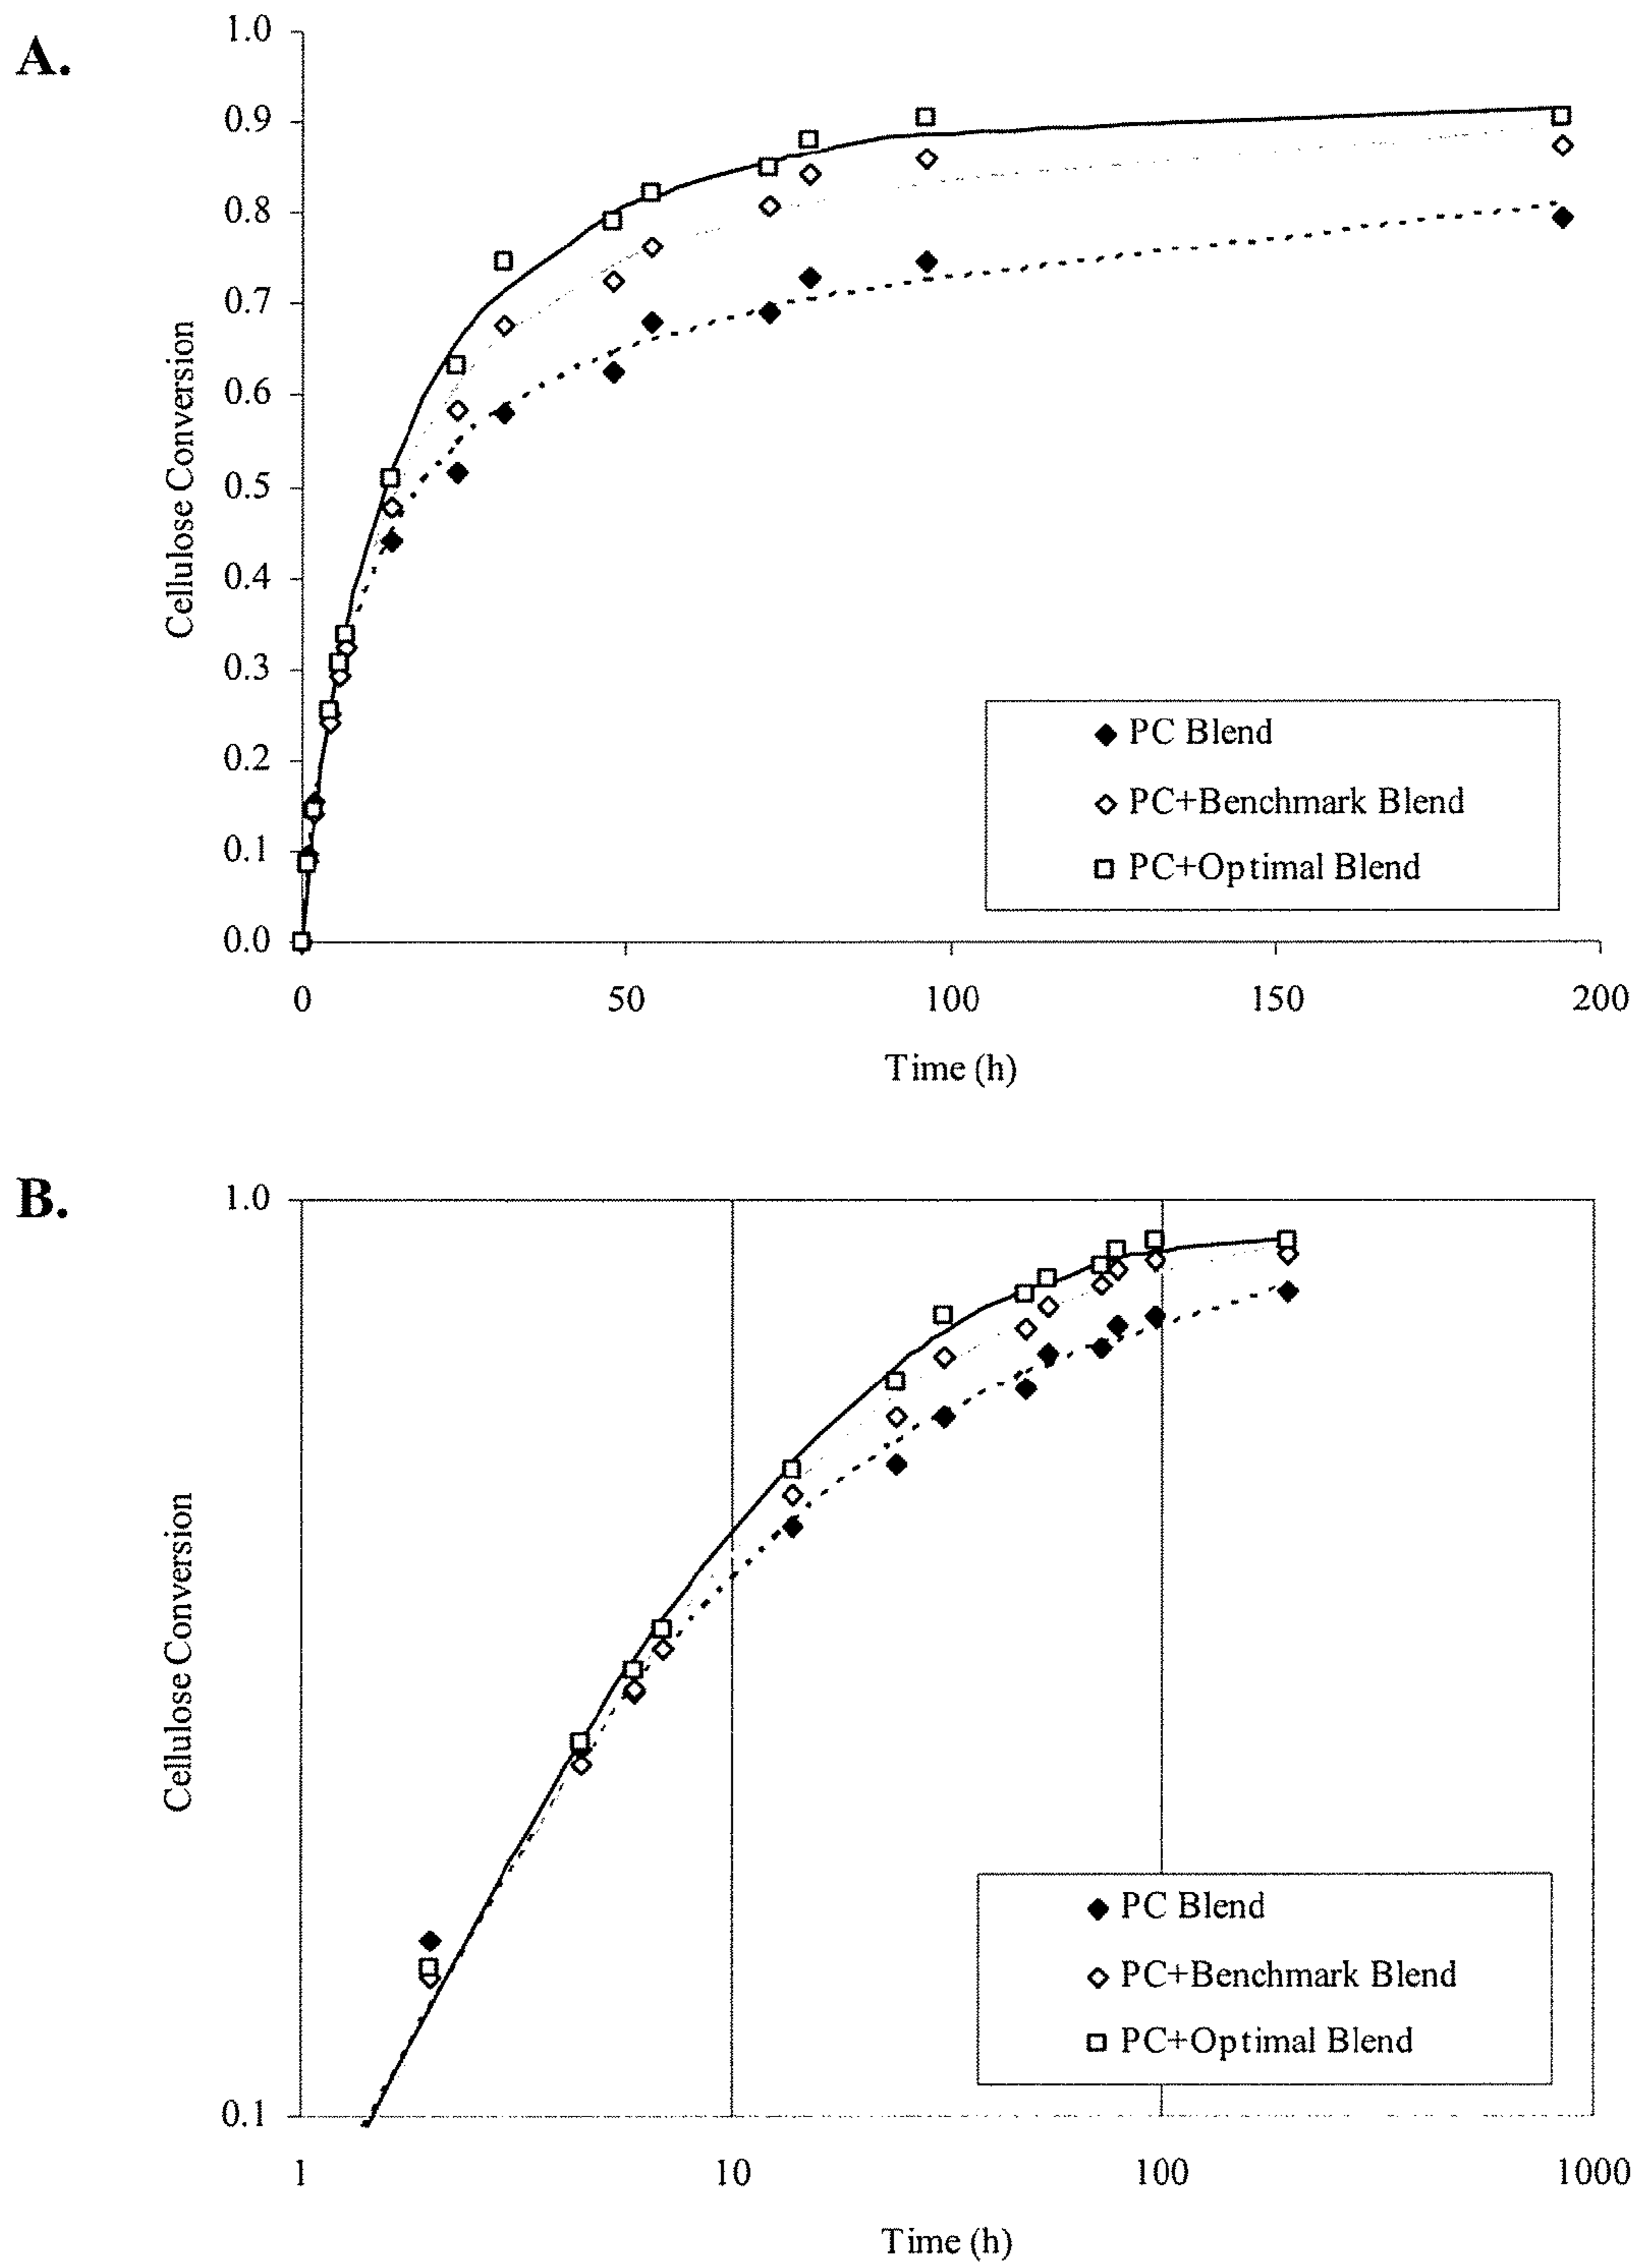 A.
1.0
0.9
0.8
0.7
0.6
0.5
0.4
0.3
0.2
0.1
0.0
Cellulose Conversion
PC Blend
PC+Benchmark Blend
PC+Optimal Blend
0 50 100 150 200
Time (h)
B.
1.0
0.1
Cellulose Conversion
PC Blend
PC+Benchmark Blend
PC+Optimal Blend
1 10 100 1000
Time (h)